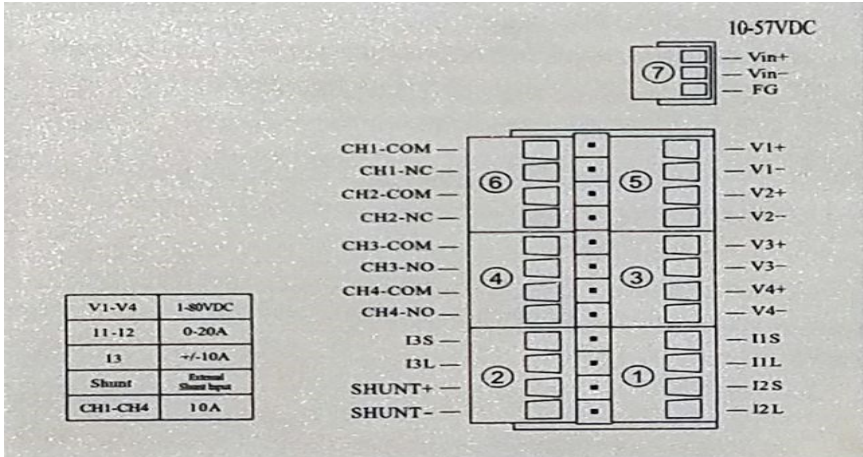 10-57VDC
Vin+
Vin−
FG
7
CH1-COM
CH1-NC
CH2-COM
CH2-NC
6
5
V1+
V1−
V2+
V2−
CH3-COM
CH3-NO
CH4-COM
CH4-NO
4
3
V3+
V3−
V4+
V4−
I3S
I3L
SHUNT+
SHUNT−
2
1
I1S
I1L
I2S
I2L
V1-V4 1-80VDC
I1-I2 0-20A
I3 +/-10A
Shunt External
Shunt Input
CH1-CH4 10A